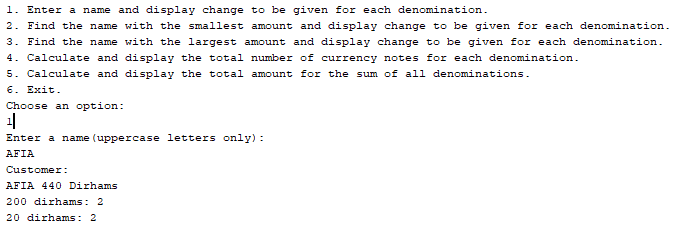 1. Enter a name and display change to be given for each denomination.
2. Find the name with the smallest amount and display change to be given for each denomination.
3. Find the name with the largest amount and display change to be given for each denomination.
4. Calculate and display the total number of currency notes for each denomination.
5. Calculate and display the total amount for the sum of all denominations.
6. Exit.
Choose an option:
1
Enter a name(uppercase letters only):
AFIA
Customer:
AFIA 440 Dirhams
200 dirhams: 2
20 dirhams: 2